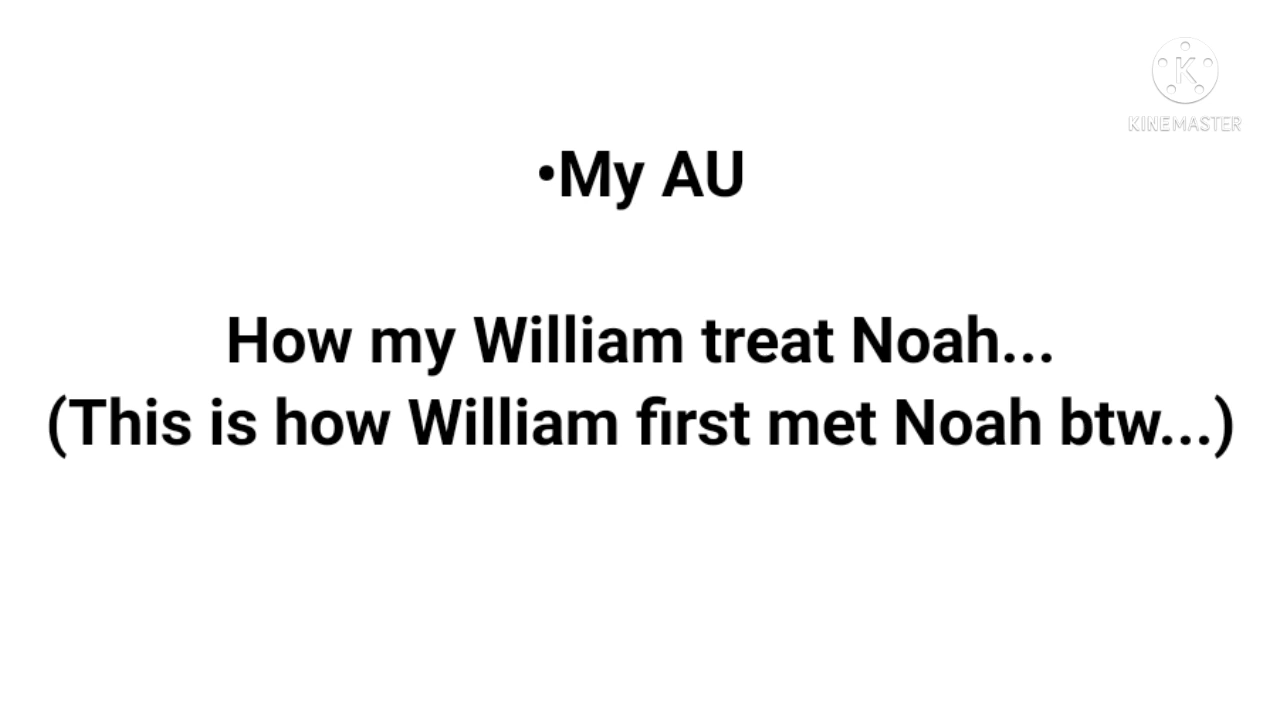 KINEMASTER
•My AU
How my William treat Noah...
(This is how William first met Noah btw...)